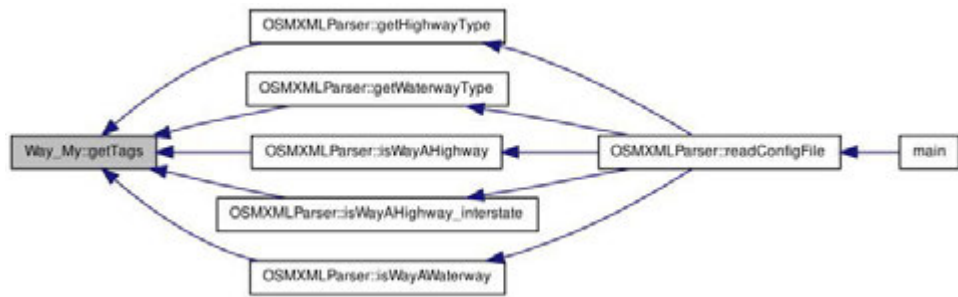 OSMXMLParser::getHighwayType
OSMXMLParser::getWaterwayType
Way_My::getTags
OSMXMLParser::isWayAHighway
OSMXMLParser::readConfigFile
main
OSMXMLParser::isWayAHighway_interstate
OSMXMLParser::isWayAWaterway